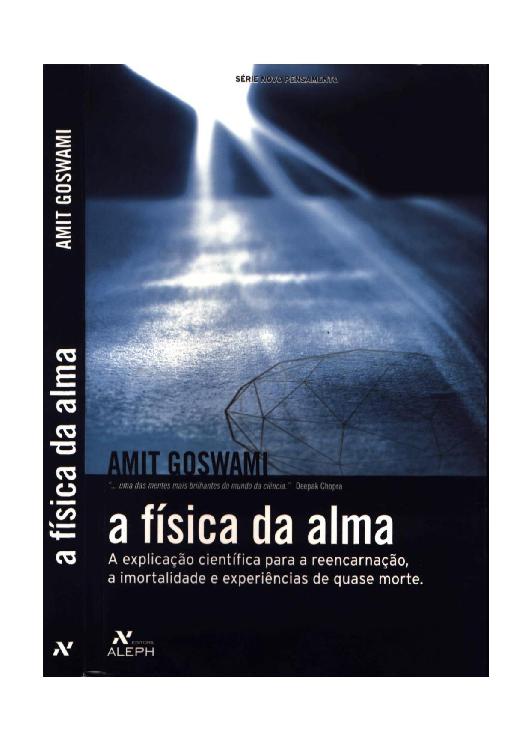 SÉRIE NOVO PENSAMENTO
AMIT GOSWAMI
a física da alma
AMIT GOSWAMI
"... uma das mentes mais brilhantes do mundo da ciência." Deepak Chopra
a física da alma
A explicação científica para a reencarnação,
a imortalidade e experiências de quase morte.
EDITORA
ALEPH